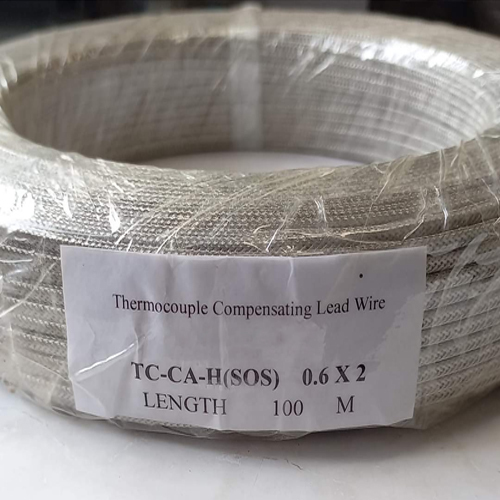 Thermocouple Compensating Lead Wire
TC-CA-H(SOS) 0.6 X 2
LENGTH 100 M